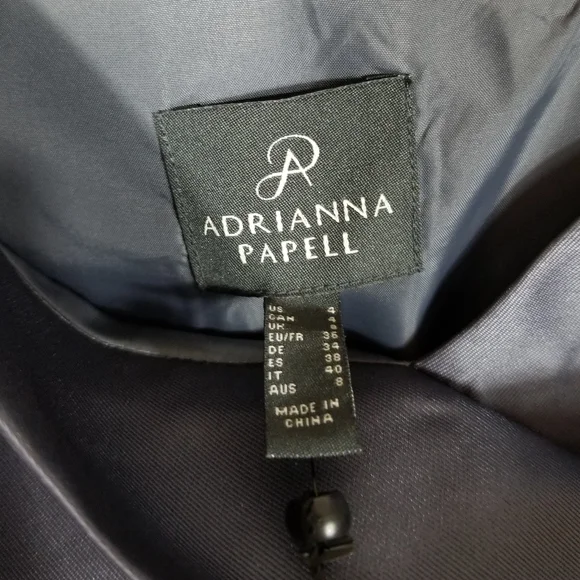 AP
ADRIANNA
PAPELL
US 4
CAN 4
UK 8
EU/FR 36
DE 34
ES 38
IT 40
AUS 8
MADE IN
CHINA